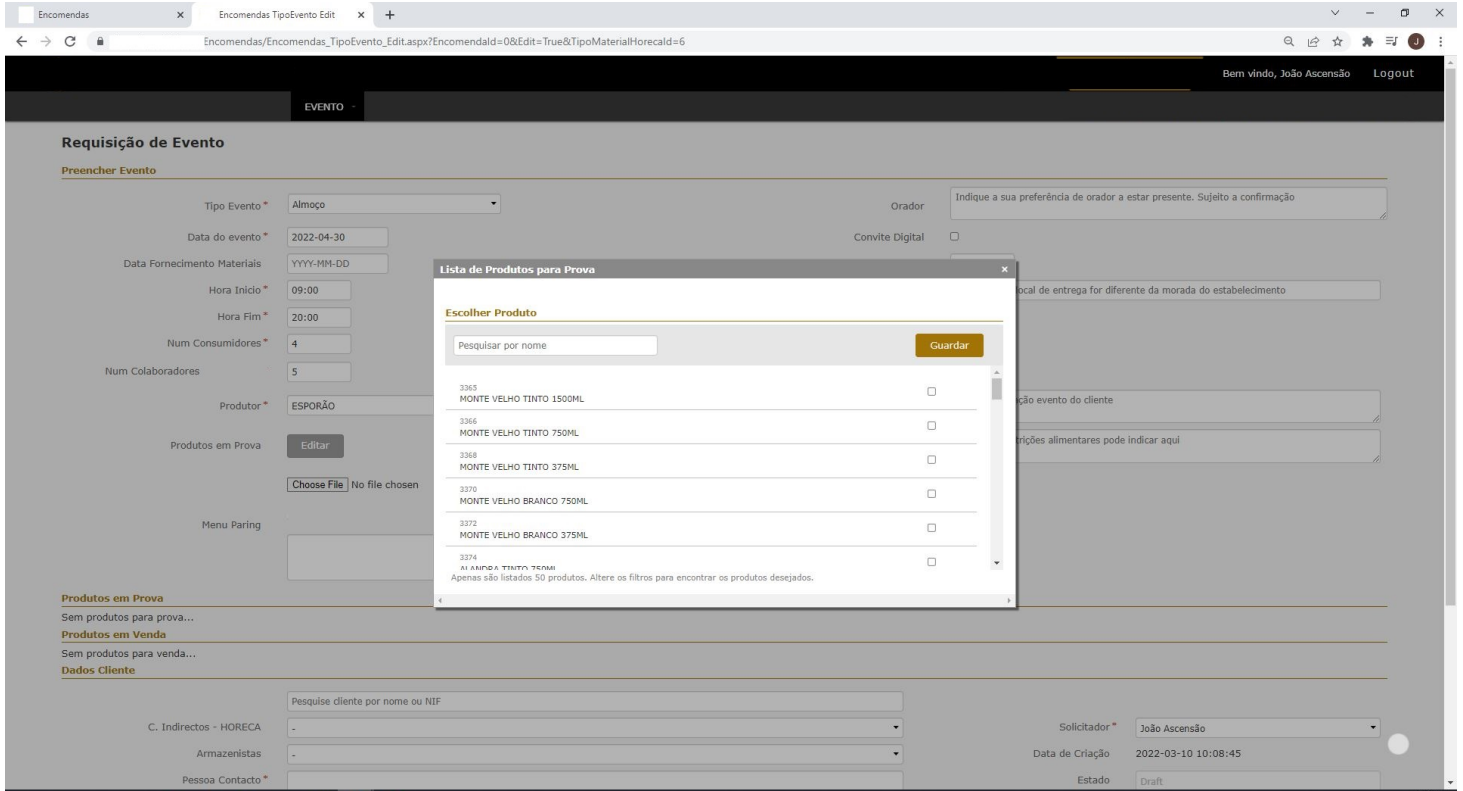 Encomendas
Encomendas TipoEvento Edit
Encomendas/Encomendas_TipoEvento_Edit.aspx?EncomendaId=0&Edit=True&TipoMaterialHorecaId=6
J
Bem vindo, João Ascensão
Logout
EVENTO
Requisição de Evento
Preencher Evento
Tipo Evento*
Almoço
Orador
Indique a sua preferência de orador a estar presente. Sujeito a confirmação
Data do evento*
2022-04-30
Convite Digital
Data Fornecimento Materiais
YYYY-MM-DD
Hora Inicio*
09:00
local de entrega for diferente da morada do estabelecimento
Hora Fim*
20:00
Num Consumidores*
4
Num Colaboradores
5
Produtor*
ESPORÃO
ação evento do cliente
Produtos em Prova
Editar
trições alimentares pode indicar aqui
Choose File No file chosen
Menu Paring
Lista de Produtos para Prova
×
Escolher Produto
Pesquisar por nome
Guardar
3365
MONTE VELHO TINTO 1500ML
3366
MONTE VELHO TINTO 750ML
3368
MONTE VELHO TINTO 375ML
3370
MONTE VELHO BRANCO 750ML
3372
MONTE VELHO BRANCO 375ML
3374
ALANDRA TINTO 750ML
Apenas são listados 50 produtos. Altere os filtros para encontrar os produtos desejados.
Produtos em Prova
Sem produtos para prova...
Produtos em Venda
Sem produtos para venda...
Dados Cliente
Pesquise cliente por nome ou NIF
C. Indirectos - HORECA
-
Solicitador*
João Ascensão
Armazenistas
-
Data de Criação
2022-03-10 10:08:45
Pessoa Contacto*
Estado
Draft